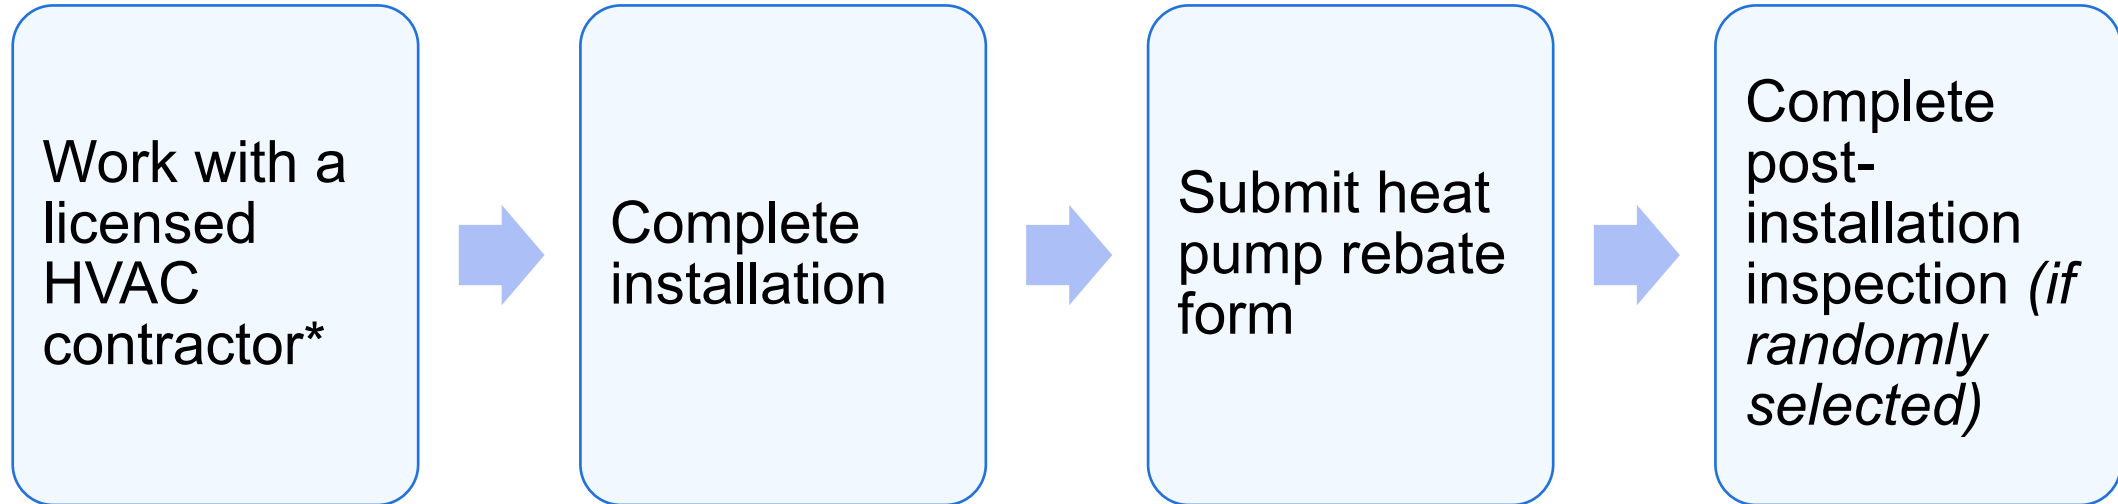 Work with a
licensed
HVAC
contractor*
Complete
installation
Submit heat
pump rebate
form
Complete
post-
installation
inspection (if
randomly
selected)